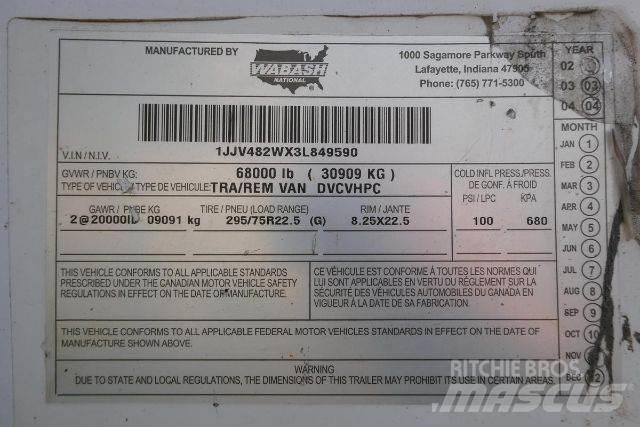 MANUFACTURED BY
WABASH
NATIONAL
1000 Sagamore Parkway South
Lafayette, Indiana 47905
Phone: (765) 771-5300
YEAR
02
03 03
04 04
MONTH
JAN 1
FEB 2
MAR 3
APR 4
MAY 5
JUN 6
JUL 7
AUG 8
SEP 9
OCT 10
NOV
DEC 12
V.I.N / N.I.V.
1JJV482WX3L849590
GVWR / PNBV KG: 68000 lb ( 30909 KG )
TYPE OF VEHICLE/TYPE DE VEHICULE: TRA/REM VAN DVCVHPC
COLD INFL PRESS./PRESS.
DE GONF. À FROID
PSI / LPC KPA
100 680
GAWR / PNBE KG TIRE / PNEU (LOAD RANGE) RIM / JANTE
2@20000lb 09091 kg 295/75R22.5 (G) 8.25X22.5
THIS VEHICLE CONFORMS TO ALL APPLICABLE STANDARDS
PRESCRIBED UNDER THE CANADIAN MOTOR VEHICLE SAFETY
REGULATIONS IN EFFECT ON THE DATE OF MANUFACTURE.
CE VÉHICULE EST CONFORME À TOUTES LES NORMES QUI
LUI SONT APPLICABLES EN VERTU DU RÈGLEMENT SUR LA
SÉCURITÉ DES VÉHICULES AUTOMOBILES DU CANADA EN
VIGUEUR À LA DATE DE SA FABRICATION.
THIS VEHICLE CONFORMS TO ALL APPLICABLE FEDERAL MOTOR VEHICLES STANDARDS IN EFFECT ON THE DATE OF
MANUFACTURE SHOWN ABOVE.
WARNING
DUE TO STATE AND LOCAL REGULATIONS, THE DIMENSIONS OF THIS TRAILER MAY PROHIBIT ITS USE IN CERTAIN AREAS.
RITCHIE BROS
MASCUS